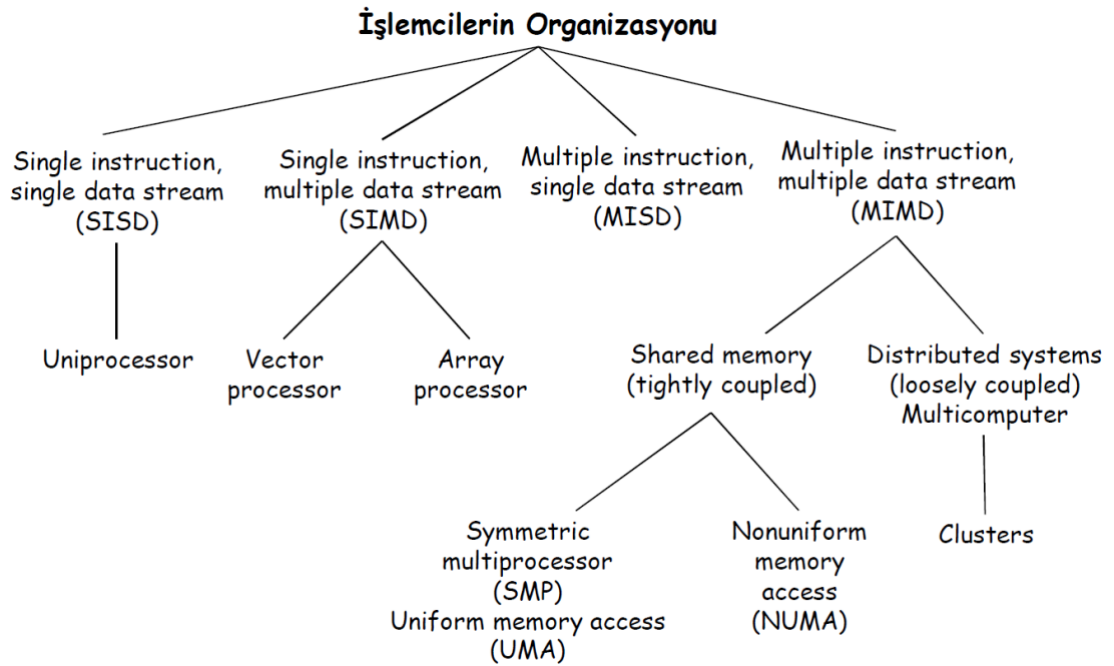 İşlemcilerin Organizasyonu
Single instruction,
single data stream
(SISD)
Single instruction,
multiple data stream
(SIMD)
Multiple instruction,
single data stream
(MISD)
Multiple instruction,
multiple data stream
(MIMD)
Uniprocessor
Vector
processor
Array
processor
Shared memory
(tightly coupled)
Distributed systems
(loosely coupled)
Multicomputer
Symmetric
multiprocessor
(SMP)
Uniform memory access
(UMA)
Nonuniform
memory
access
(NUMA)
Clusters